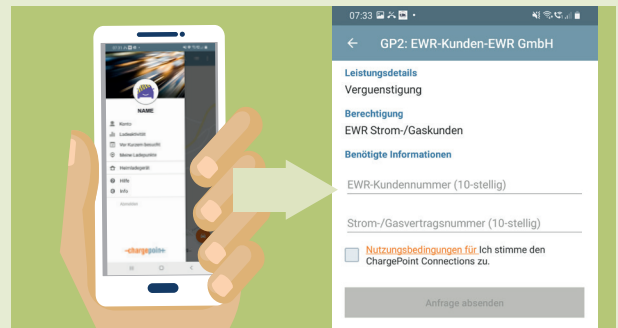 NAME
Konto
Ladeaktivität
Vor Kurzem besucht
Meine Ladepunkte
Heimladegerät
Hilfe
Info
-chargepoin+
07:33
GP2: EWR-Kunden-EWR GmbH
Leistungsdetails
Verguenstigung
Berechtigung
EWR Strom-/Gaskunden
Benötigte Informationen
EWR-Kundennummer (10-stellig)
Strom-/Gasvertragsnummer (10-stellig)
Nutzungsbedingungen für Ich stimme den
ChargePoint Connections zu.
Anfrage absenden